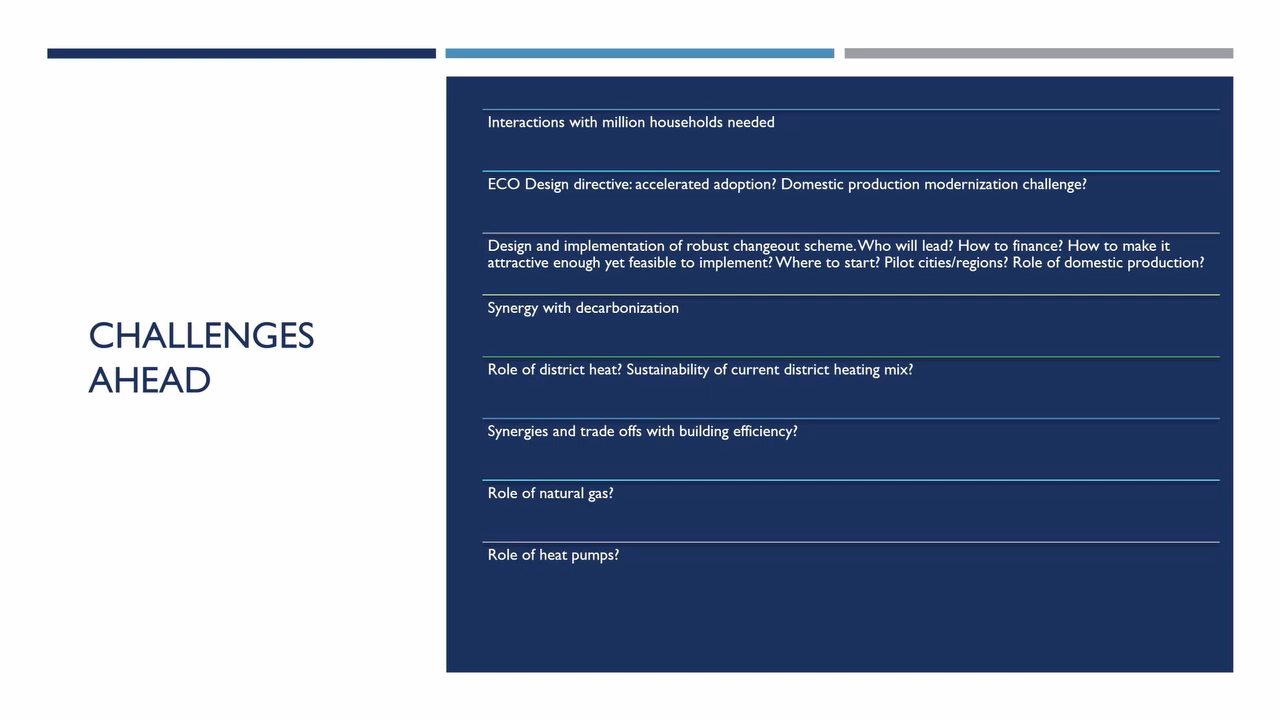 CHALLENGES
AHEAD
Interactions with million households needed
ECO Design directive: accelerated adoption? Domestic production modernization challenge?
Design and implementation of robust changeout scheme. Who will lead? How to finance? How to make it
attractive enough yet feasible to implement? Where to start? Pilot cities/regions? Role of domestic production?
Synergy with decarbonization
Role of district heat? Sustainability of current district heating mix?
Synergies and trade offs with building efficiency?
Role of natural gas?
Role of heat pumps?